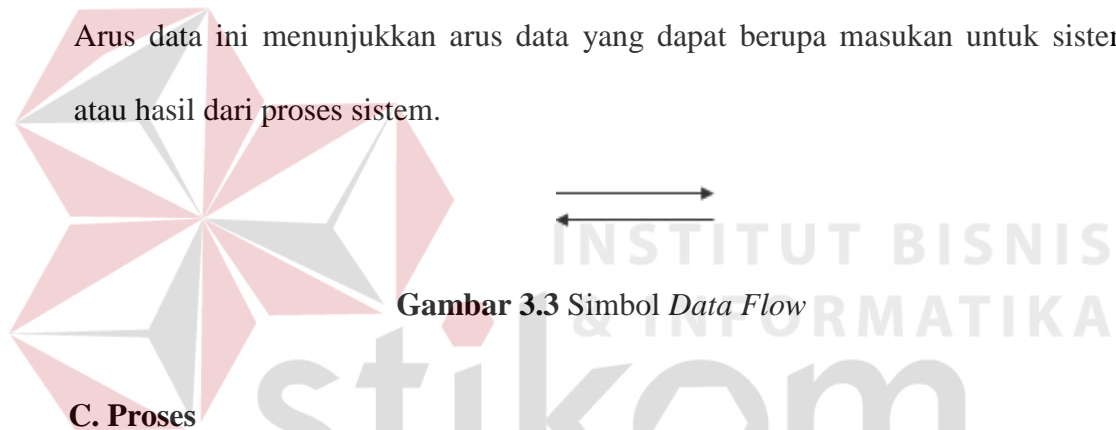 Arus data ini menunjukkan arus data yang dapat berupa masukan untuk
atau hasil dari proses sistem.
INSTITUT BISNIS
Gambar 3.3 Simbol Data Flow
& INFORMATIKA
stikom
C. Proses